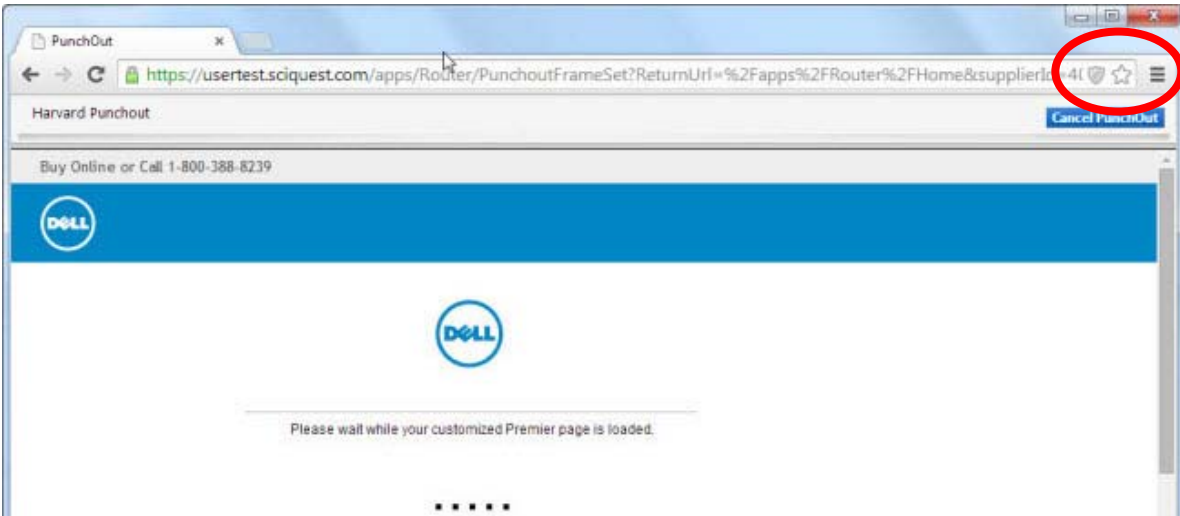 PunchOut
https://usertest.sciquest.com/apps/Router/PunchoutFrameSet?ReturnUrl=%2Fapps%2FRouter%2FHome&supplierId=40
Harvard Punchout
Cancel PunchOut
Buy Online or Call 1-800-388-8239
DELL
DELL
Please wait while your customized Premier page is loaded.